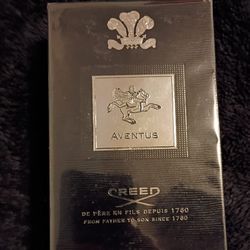 AVENTUS
CREED
DE PÈRE EN FILS DEPUIS 1760
FROM FATHER TO SON SINCE 1760